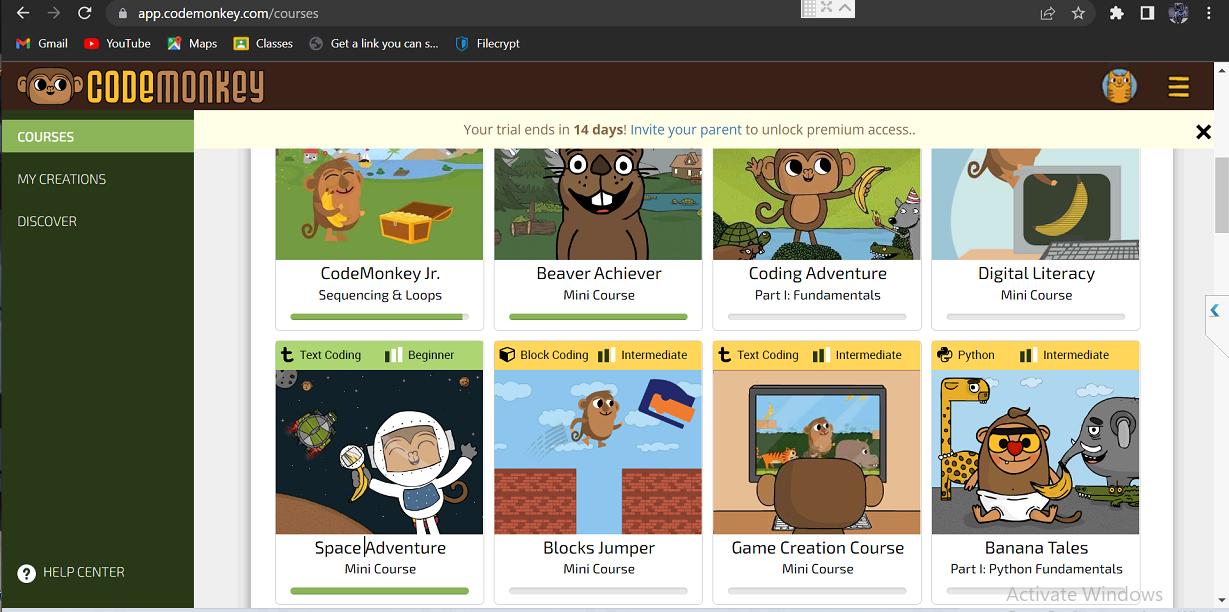 app.codemonkey.com/courses
Gmail YouTube Maps Classes Get a link you can s... Filecrypt
CODEMONKEY
COURSES
Your trial ends in 14 days! Invite your parent to unlock premium access..
MY CREATIONS
DISCOVER
CodeMonkey Jr. Beaver Achiever Coding Adventure Digital Literacy
Sequencing & Loops Mini Course Part I: Fundamentals Mini Course
Text Coding Beginner Block Coding Intermediate Text Coding Intermediate Python Intermediate
Space Adventure Blocks Jumper Game Creation Course Banana Tales
Mini Course Mini Course Mini Course Part I: Python Fundamentals
HELP CENTER
Activate Windows